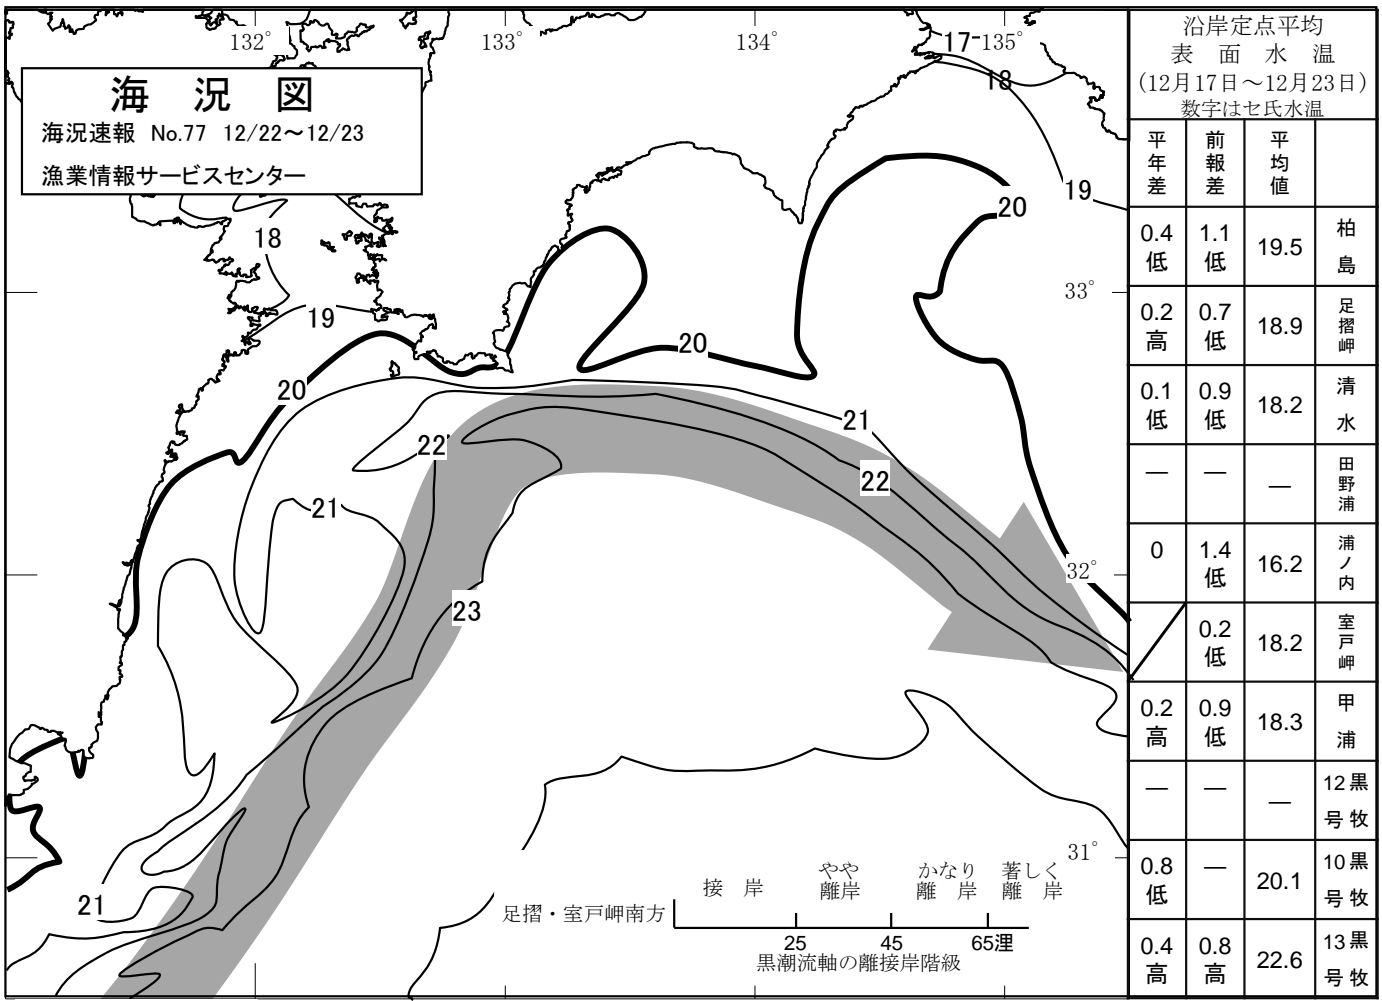 海 況 図
海況速報 No.77 12/22～12/23
漁業情報サービスセンター
132°
133°
134°
17
135°
18
19
20
18
19
20
33°
20
21
22
22
21
32°
23
31°
21
接 岸
やや
離岸
かなり
離 岸
著しく
離 岸
足摺・室戸岬南方
25
45
65浬
黒潮流軸の離接岸階級
沿岸定点平均
表 面 水 温
(12月17日～12月23日)
数字はセ氏水温
平年差 前報差 平均値
0.4低 1.1低 19.5 柏島
0.2高 0.7低 18.9 足摺岬
0.1低 0.9低 18.2 清水
― ― ― 田野浦
0 1.4低 16.2 浦ノ内
0.2低 18.2 室戸岬
0.2高 0.9低 18.3 甲浦
― ― ― 黒牧12号
0.8低 ― 20.1 黒牧10号
0.4高 0.8高 22.6 黒牧13号